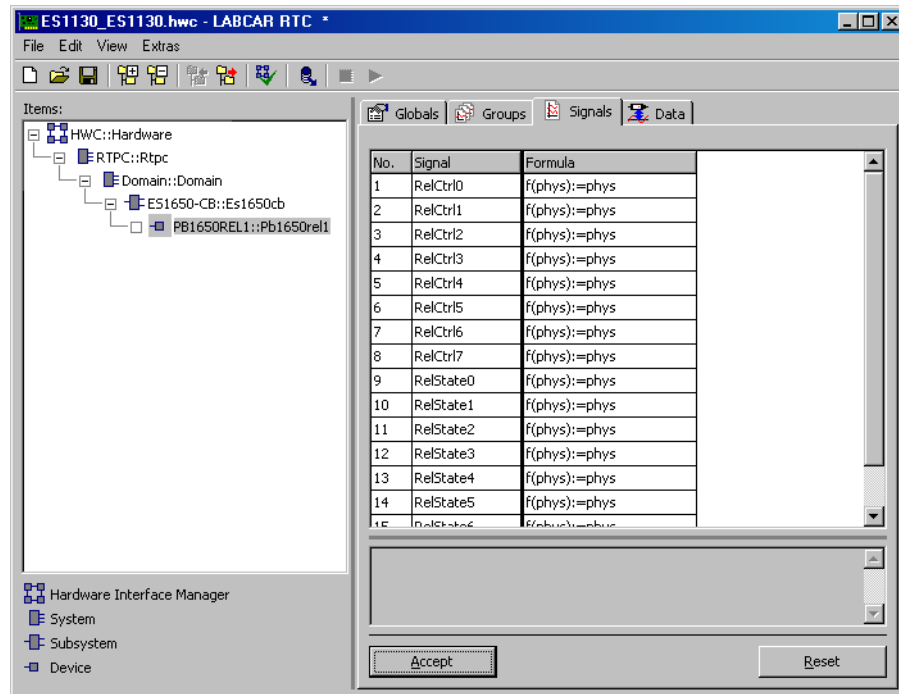 ES1130_ES1130.hwc - LABCAR RTC *
File Edit View Extras
Items:
HWC::Hardware
RTPC::Rtpc
Domain::Domain
ES1650-CB::Es1650cb
PB1650REL1::Pb1650rel1
Hardware Interface Manager
System
Subsystem
Device
Globals Groups Signals Data
No. Signal Formula
1 RelCtrl0 f(phys):=phys
2 RelCtrl1 f(phys):=phys
3 RelCtrl2 f(phys):=phys
4 RelCtrl3 f(phys):=phys
5 RelCtrl4 f(phys):=phys
6 RelCtrl5 f(phys):=phys
7 RelCtrl6 f(phys):=phys
8 RelCtrl7 f(phys):=phys
9 RelState0 f(phys):=phys
10 RelState1 f(phys):=phys
11 RelState2 f(phys):=phys
12 RelState3 f(phys):=phys
13 RelState4 f(phys):=phys
14 RelState5 f(phys):=phys
15 RelState6 f(phys):=phys
Accept Reset